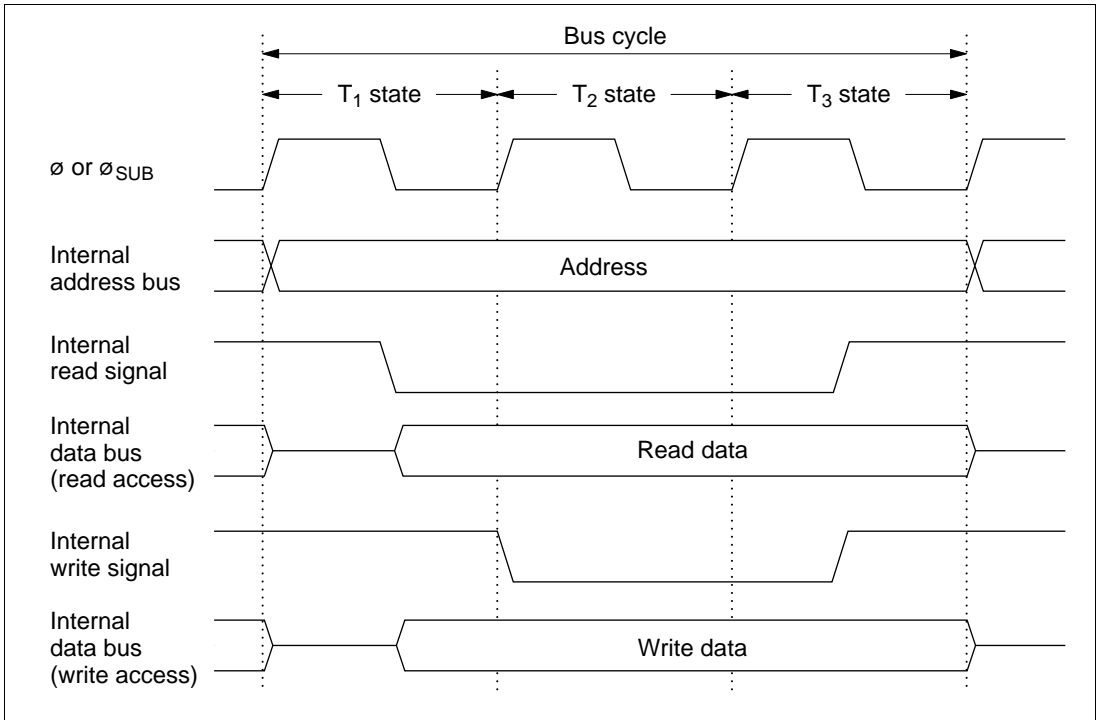 Bus cycle
T1 state
T2 state
T3 state
ø or øSUB
Internal
address bus
Address
Internal
read signal
Internal
data bus
(read access)
Read data
Internal
write signal
Internal
data bus
(write access)
Write data